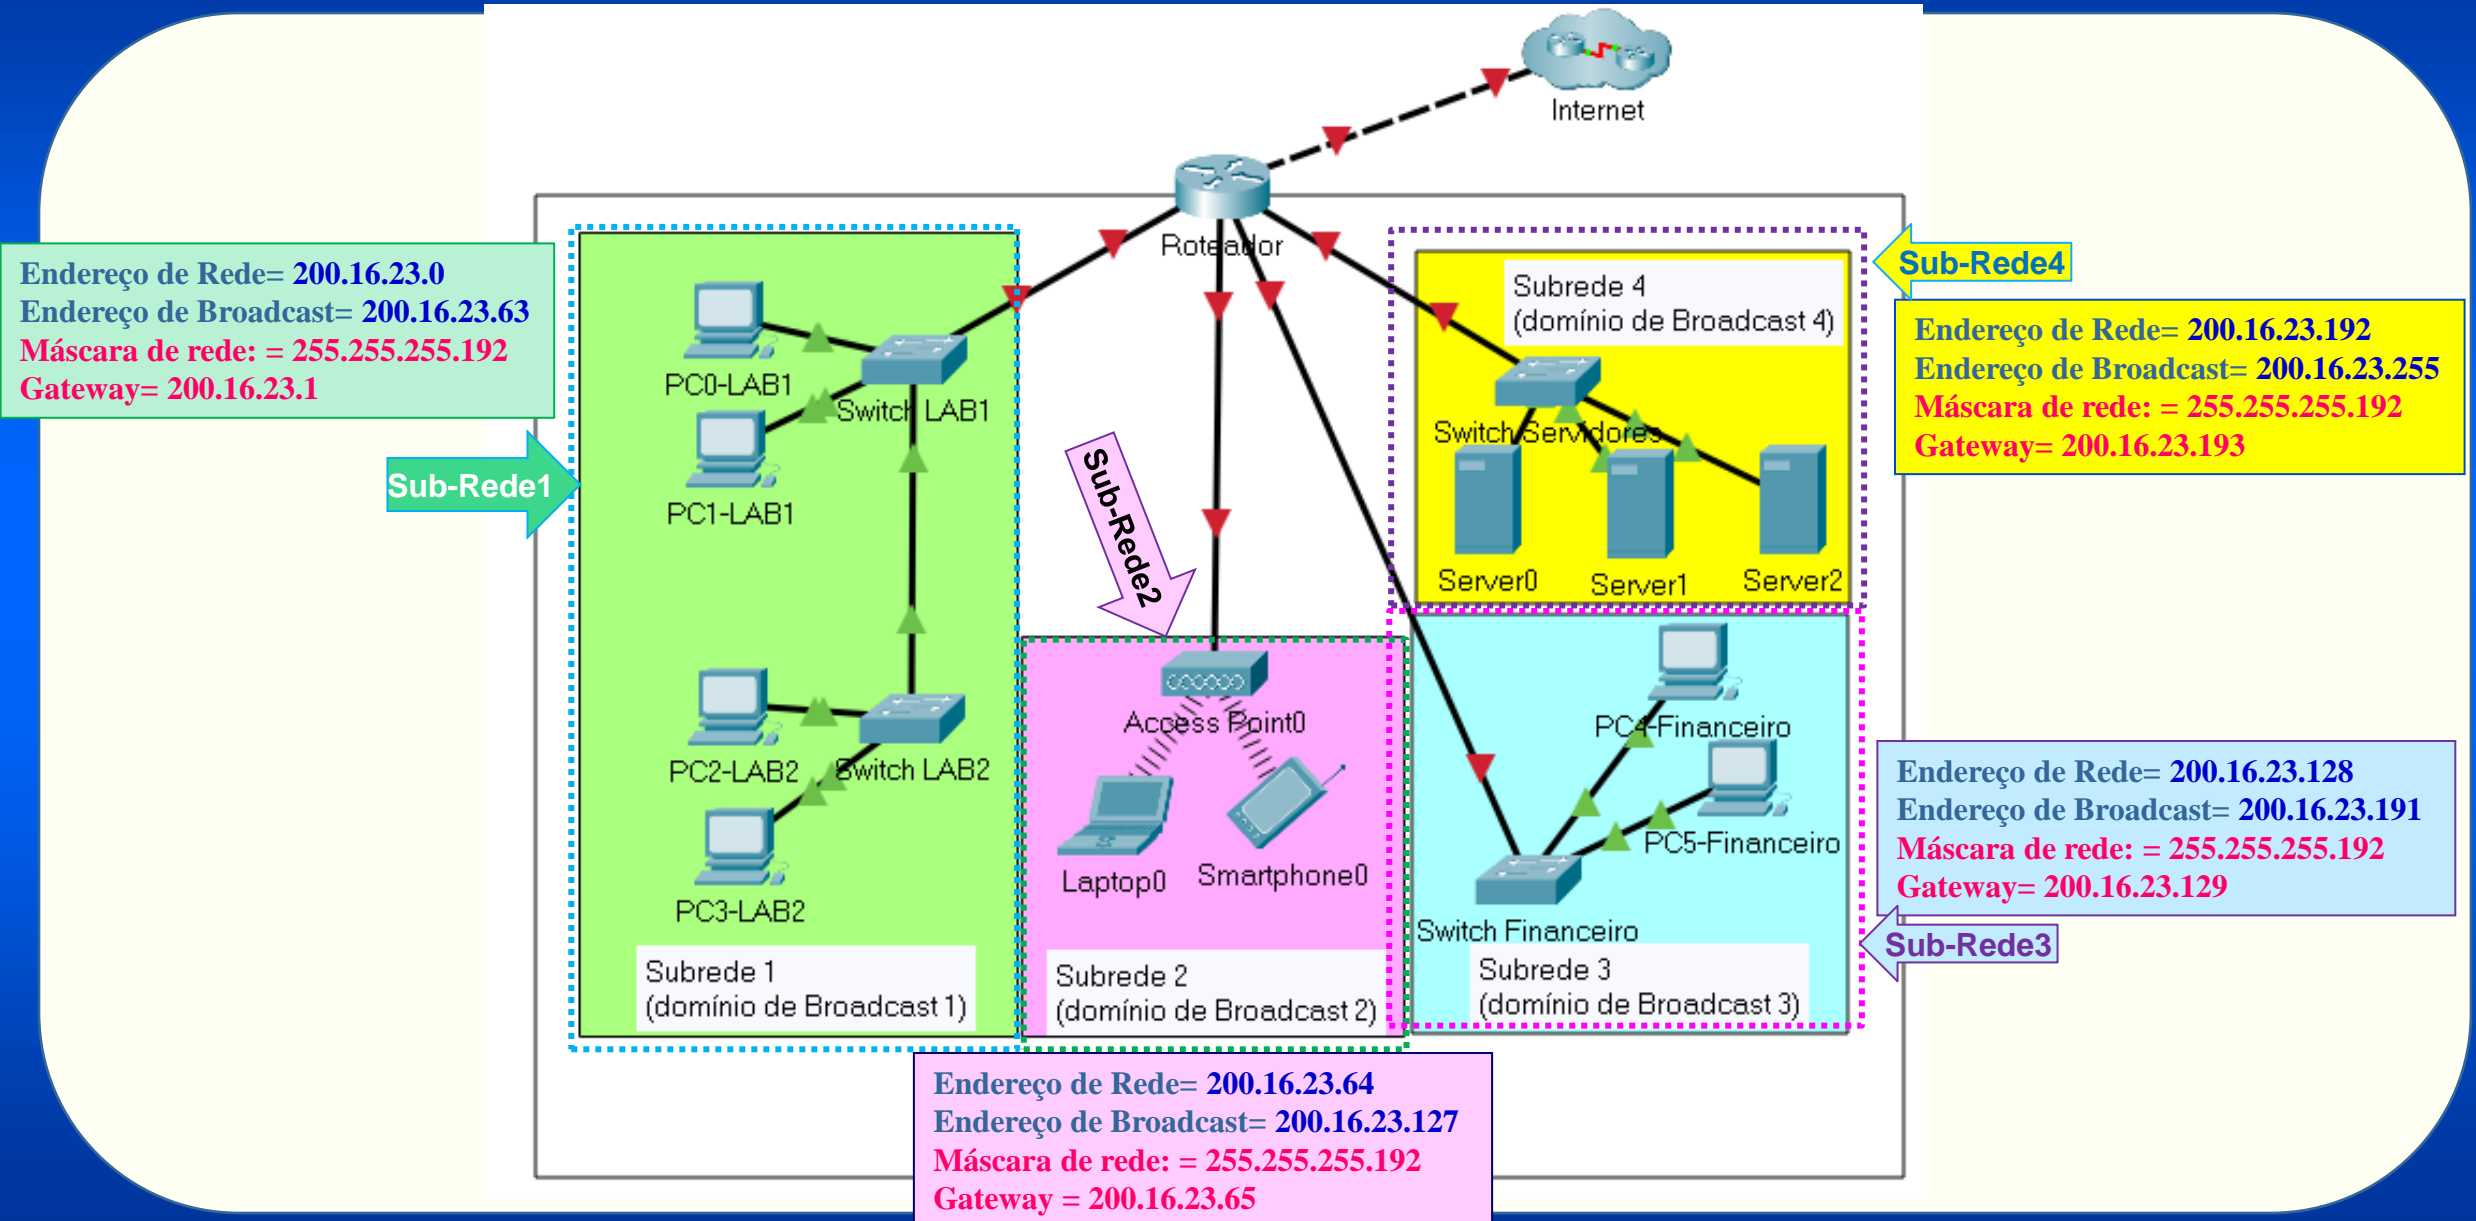 Internet
Roteador
Endereço de Rede= 200.16.23.0
Endereço de Broadcast= 200.16.23.63
Máscara de rede: = 255.255.255.192
Gateway= 200.16.23.1
Sub-Rede1
PC0-LAB1
Switch LAB1
PC1-LAB1
PC2-LAB2
Switch LAB2
PC3-LAB2
Subrede 1
(domínio de Broadcast 1)
Sub-Rede2
Access Point0
Laptop0
Smartphone0
Subrede 2
(domínio de Broadcast 2)
Endereço de Rede= 200.16.23.64
Endereço de Broadcast= 200.16.23.127
Máscara de rede: = 255.255.255.192
Gateway = 200.16.23.65
Sub-Rede4
Subrede 4
(domínio de Broadcast 4)
Switch Servidores
Server0
Server1
Server2
Endereço de Rede= 200.16.23.192
Endereço de Broadcast= 200.16.23.255
Máscara de rede: = 255.255.255.192
Gateway= 200.16.23.193
PC4-Financeiro
PC5-Financeiro
Switch Financeiro
Subrede 3
(domínio de Broadcast 3)
Endereço de Rede= 200.16.23.128
Endereço de Broadcast= 200.16.23.191
Máscara de rede: = 255.255.255.192
Gateway= 200.16.23.129
Sub-Rede3